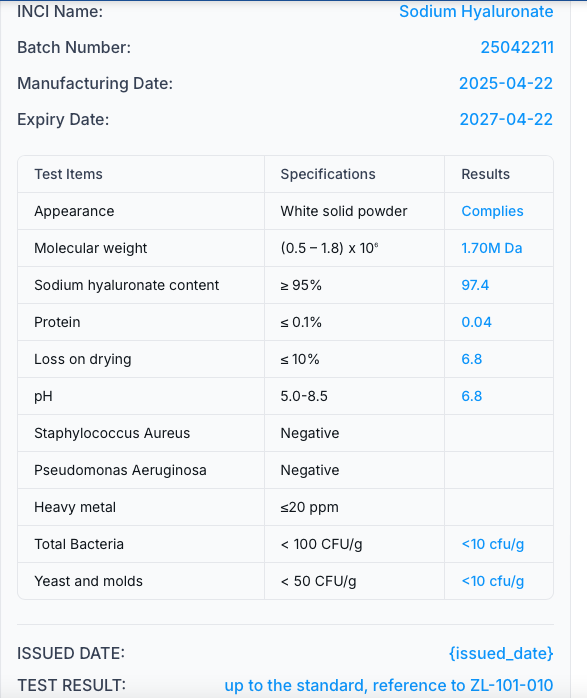 INCI Name: Sodium Hyaluronate
Batch Number: 25042211
Manufacturing Date: 2025-04-22
Expiry Date: 2027-04-22
Test Items Specifications Results
Appearance White solid powder Complies
Molecular weight (0.5 – 1.8) x 10⁶ 1.70M Da
Sodium hyaluronate content ≥ 95% 97.4
Protein ≤ 0.1% 0.04
Loss on drying ≤ 10% 6.8
pH 5.0-8.5 6.8
Staphylococcus Aureus Negative
Pseudomonas Aeruginosa Negative
Heavy metal ≤20 ppm
Total Bacteria < 100 CFU/g <10 cfu/g
Yeast and molds < 50 CFU/g <10 cfu/g
ISSUED DATE: {issued_date}
TEST RESULT: up to the standard, reference to ZL-101-010